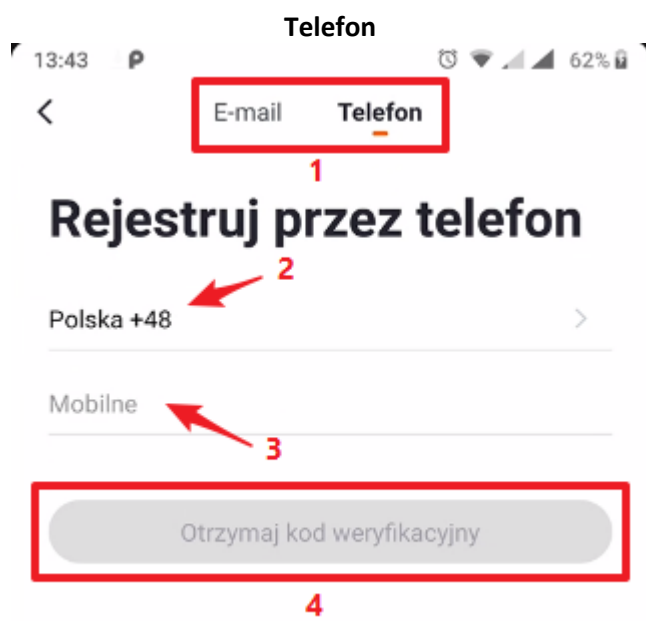 Telefon
13:43 P 62%
E-mail Telefon
1
Rejestruj przez telefon
2
Polska +48
Mobilne
3
Otrzymaj kod weryfikacyjny
4